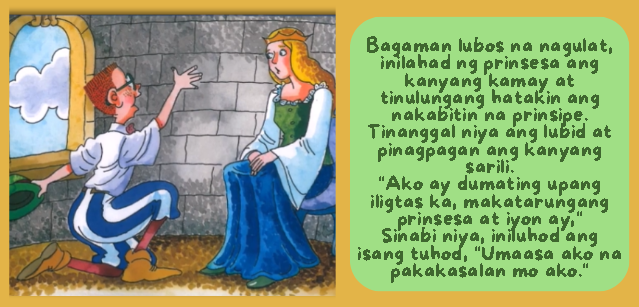 Bagaman lubos na nagulat,
inilahad ng prinsesa ang
kanyang kamay at
tinulungang hatakin ang
nakabitin na prinsipe.
Tinanggal niya ang lubid at
pinagpagan ang kanyang
sarili.
"Ako ay dumating upang
iligtas ka, makatarungang
prinsesa at iyon ay,"
Sinabi niya, iniluhod ang
isang tuhod, "Umaasa ako na
pakakasalan mo ako."